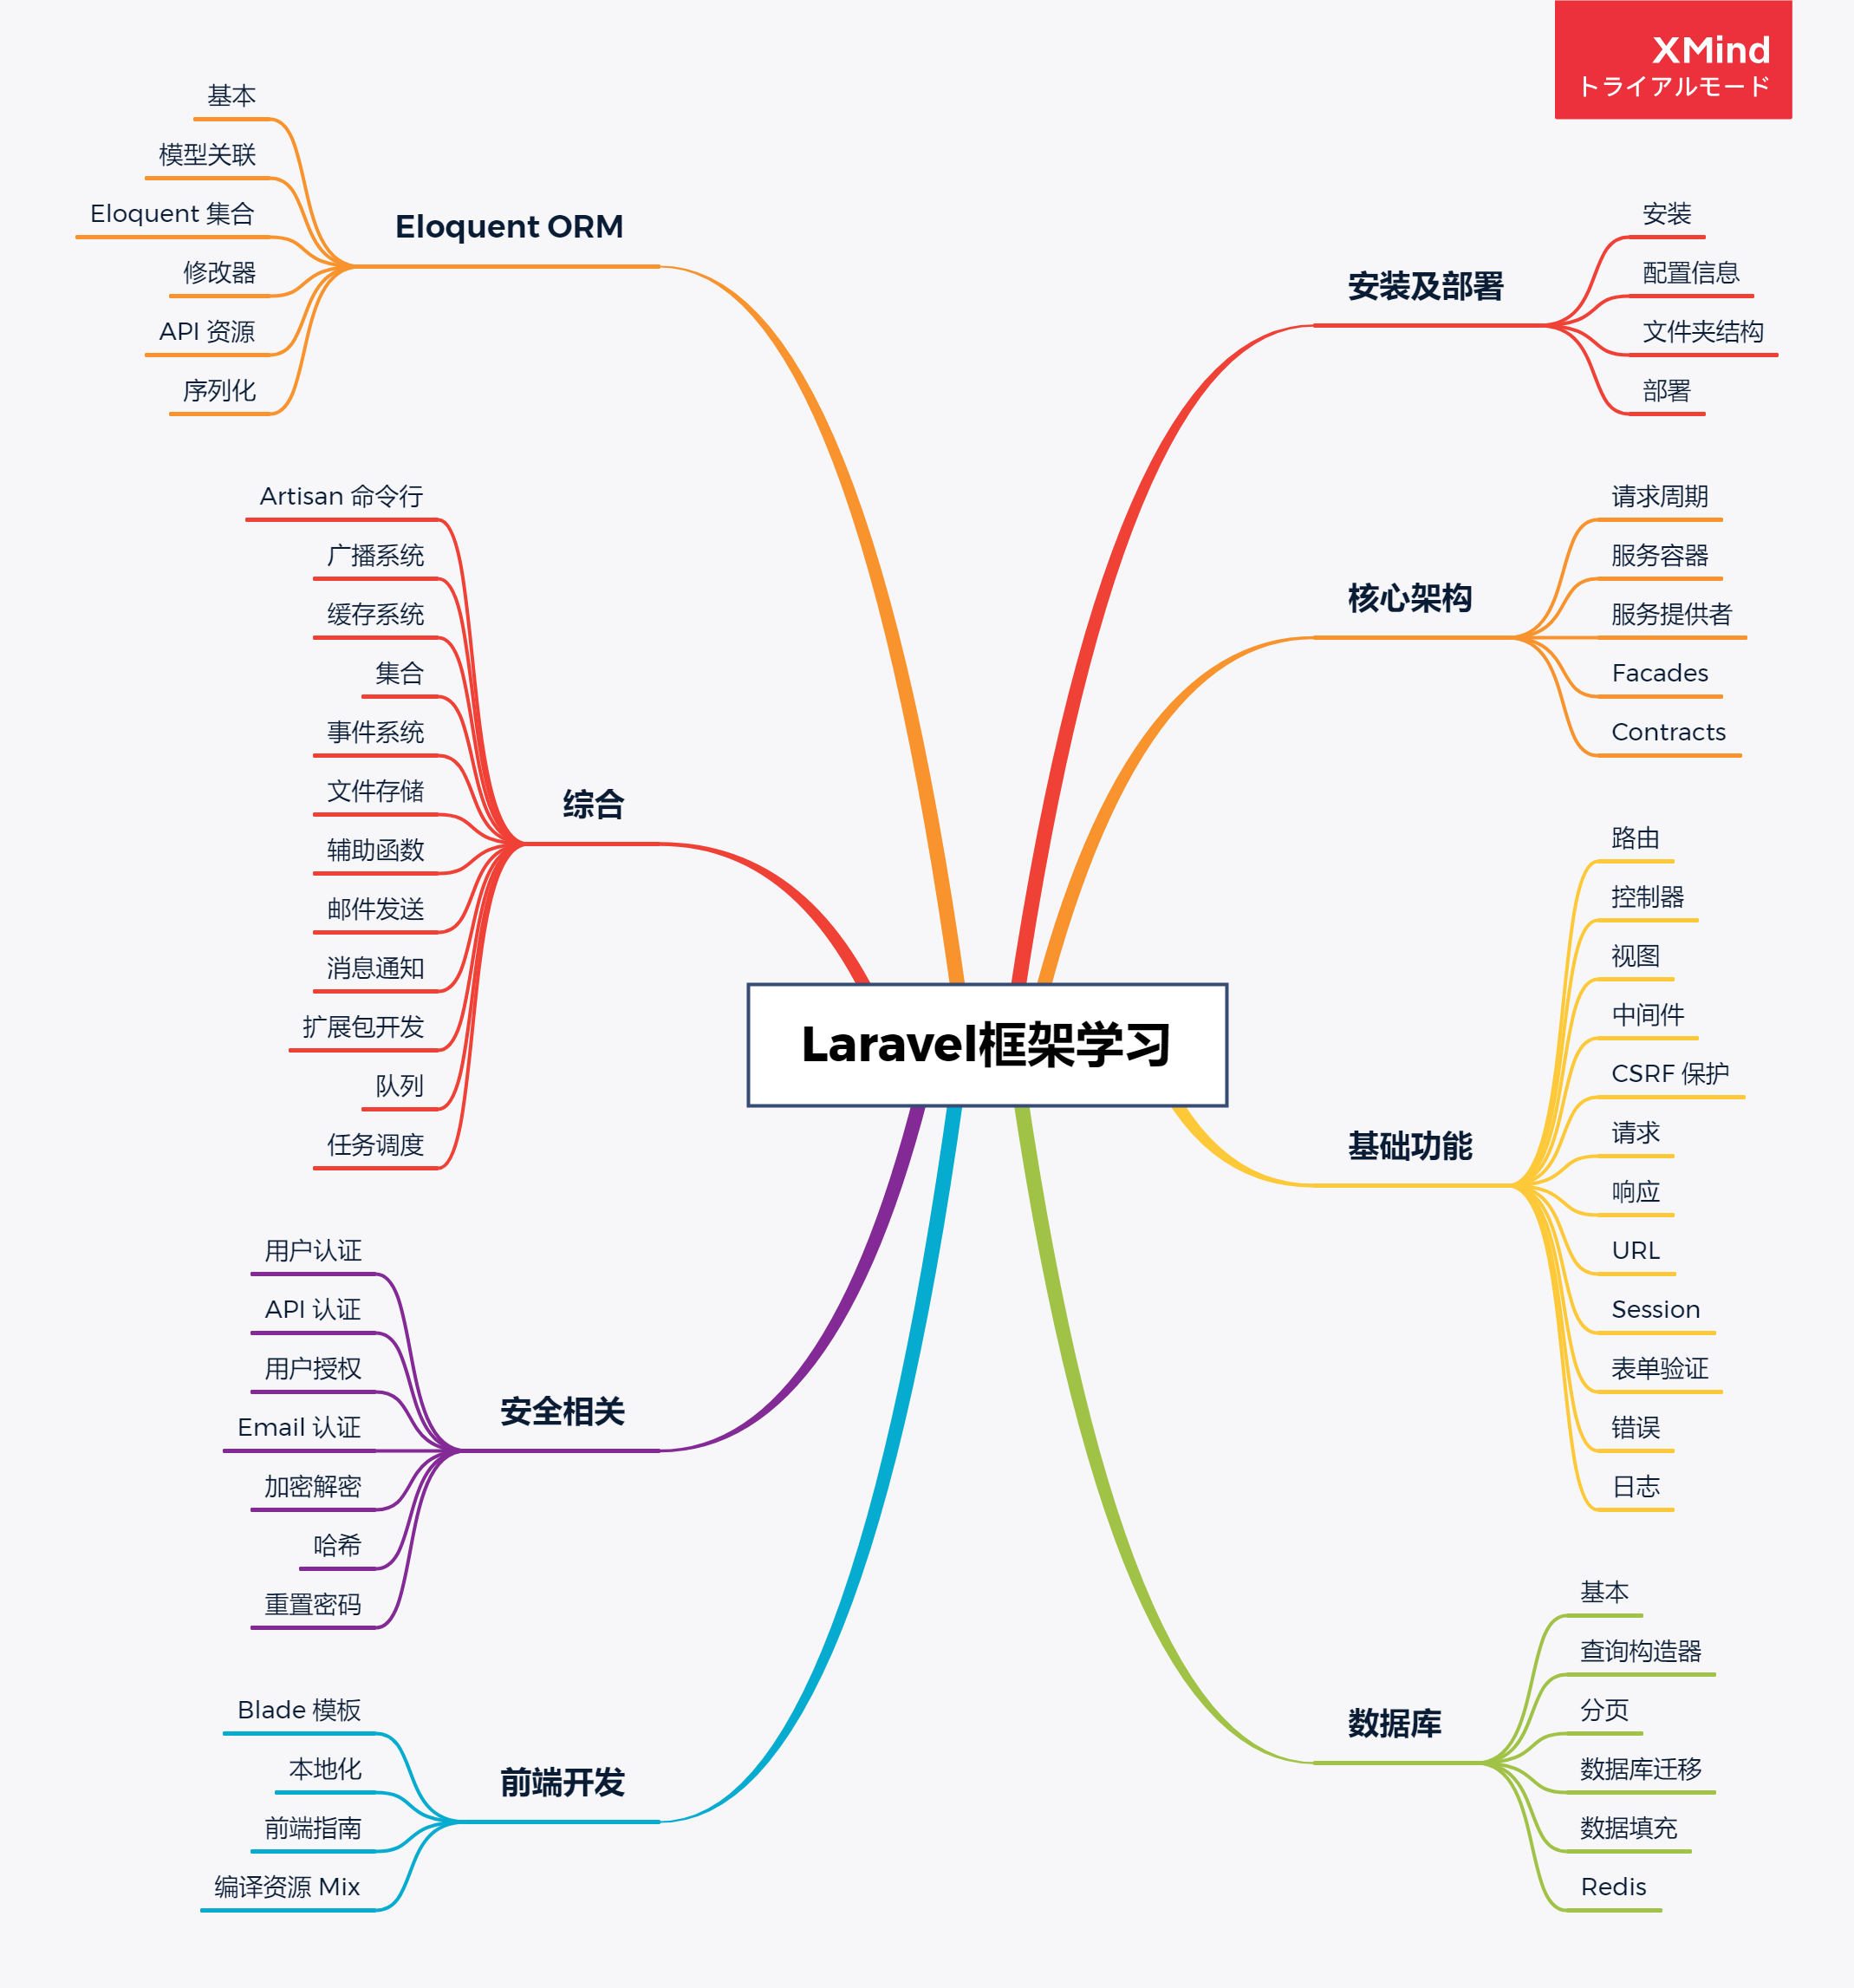 XMind
トライアルモード
Laravel框架学习
安装及部署
安装
配置信息
文件夹结构
部署
核心架构
请求周期
服务容器
服务提供者
Facades
Contracts
基础功能
路由
控制器
视图
中间件
CSRF 保护
请求
响应
URL
Session
表单验证
错误
日志
数据库
基本
查询构造器
分页
数据库迁移
数据填充
Redis
Eloquent ORM
基本
模型关联
Eloquent 集合
修改器
API 资源
序列化
综合
Artisan 命令行
广播系统
缓存系统
集合
事件系统
文件存储
辅助函数
邮件发送
消息通知
扩展包开发
队列
任务调度
安全相关
用户认证
API 认证
用户授权
Email 认证
加密解密
哈希
重置密码
前端开发
Blade 模板
本地化
前端指南
编译资源 Mix